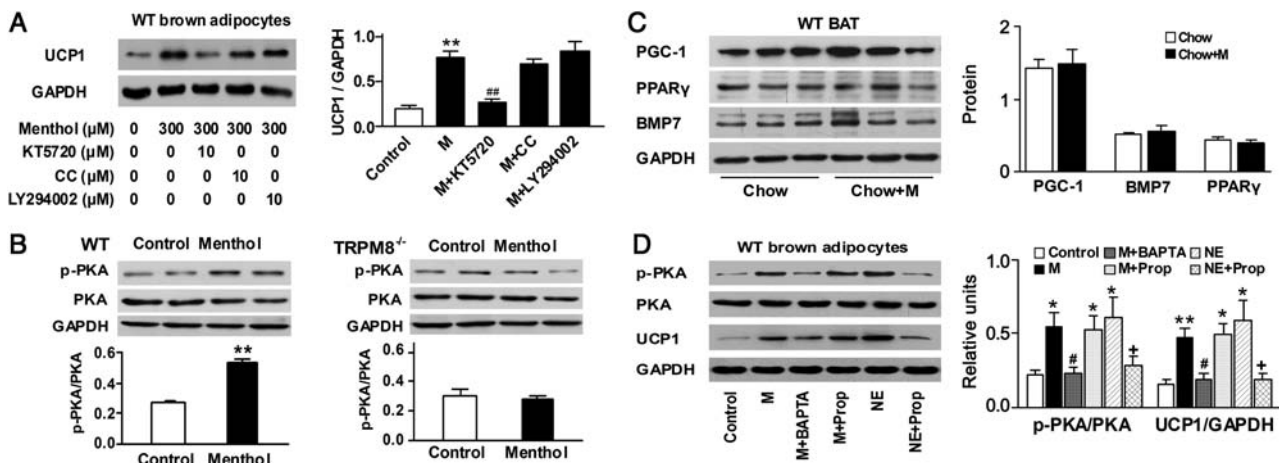 A
WT brown adipocytes
UCP1
GAPDH
Menthol (µM) 0 300 300 300 300
KT5720 (µM) 0 0 10 0 0
CC (µM) 0 0 0 10 0
LY294002 (µM) 0 0 0 0 10
UCP1 / GAPDH
1.0
0.5
0.0
**
##
Control
M
M+KT5720
M+CC
M+LY294002
B
WT
Control Menthol
p-PKA
PKA
GAPDH
p-PKA/PKA
0.6
0.4
0.2
0.0
**
Control Menthol
TRPM8-/-
Control Menthol
p-PKA
PKA
GAPDH
p-PKA/PKA
0.6
0.4
0.2
0.0
Control Menthol
C
WT BAT
PGC-1
PPARγ
BMP7
GAPDH
Chow Chow+M
Protein
2
1
0
Chow
Chow+M
PGC-1 BMP7 PPARγ
D
WT brown adipocytes
p-PKA
PKA
UCP1
GAPDH
Control
M
M+BAPTA
M+Prop
NE
NE+Prop
Relative units
1.0
0.5
0.0
Control M+BAPTA NE
M M+Prop NE+Prop
* # * * + ** # * * +
p-PKA/PKA UCP1/GAPDH